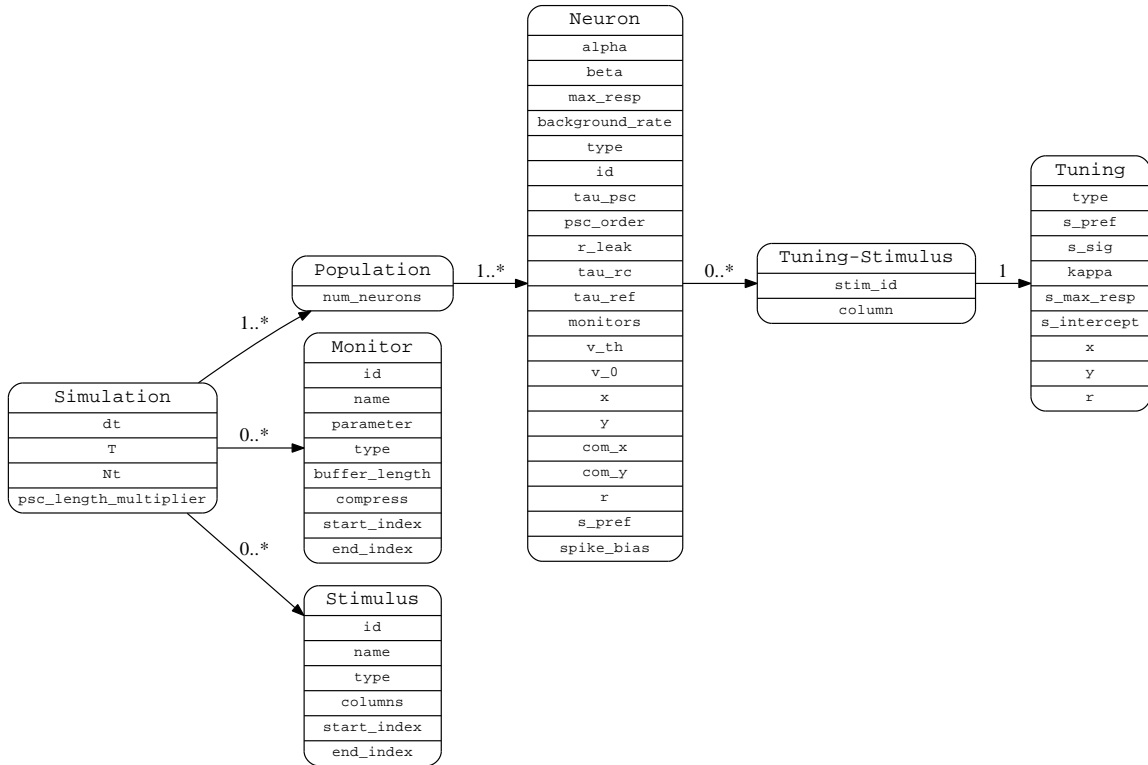 Simulation
dt
T
Nt
psc_length_multiplier
1..*
0..*
0..*
Population
num_neurons
Monitor
id
name
parameter
type
buffer_length
compress
start_index
end_index
Stimulus
id
name
type
columns
start_index
end_index
1..*
Neuron
alpha
beta
max_resp
background_rate
type
id
tau_psc
psc_order
r_leak
tau_rc
tau_ref
monitors
v_th
v_0
x
y
com_x
com_y
r
s_pref
spike_bias
0..*
Tuning-Stimulus
stim_id
column
1
Tuning
type
s_pref
s_sig
kappa
s_max_resp
s_intercept
x
y
r